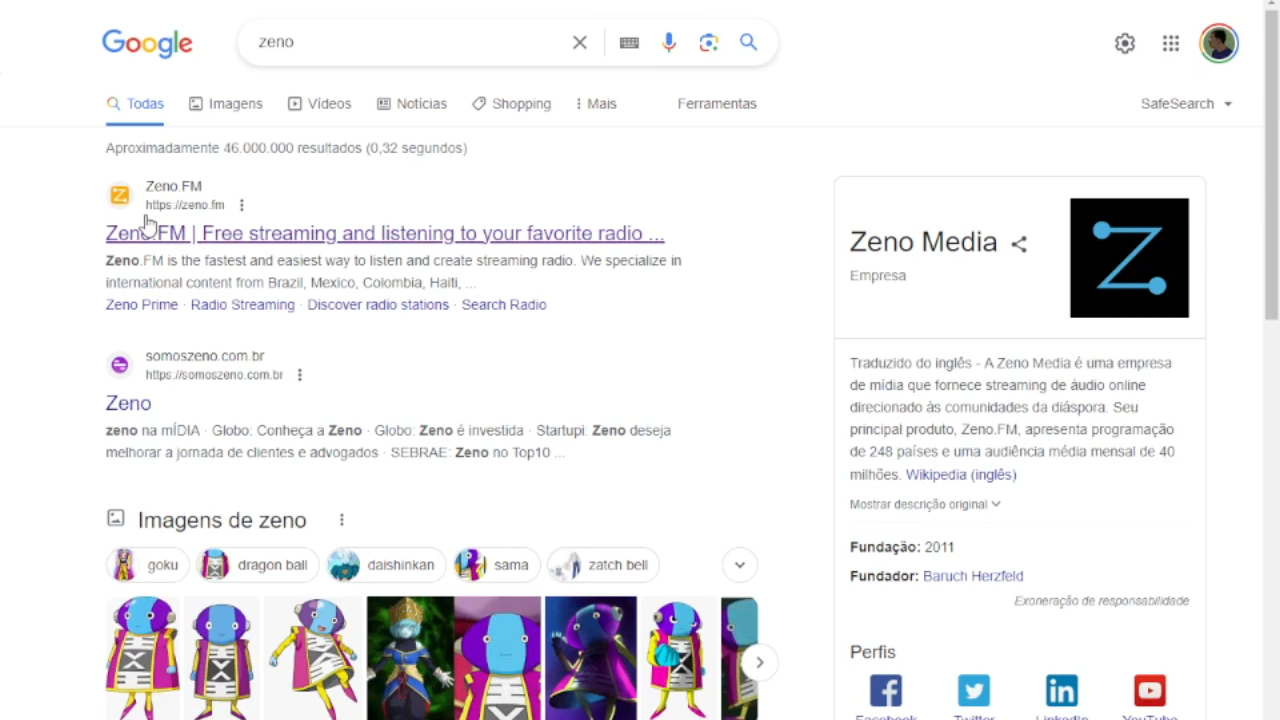 Google
zeno
Todas
Imagens
Vídeos
Notícias
Shopping
Mais
Ferramentas
SafeSearch
Aproximadamente 46.000.000 resultados (0,32 segundos)
Zeno.FM
https://zeno.fm
Zeno.FM | Free streaming and listening to your favorite radio ...
Zeno.FM is the fastest and easiest way to listen and create streaming radio. We specialize in
international content from Brazil, Mexico, Colombia, Haiti, ...
Zeno Prime · Radio Streaming · Discover radio stations · Search Radio
somoszeno.com.br
https://somoszeno.com.br
Zeno
zeno na mÍDIA · Globo: Conheça a Zeno · Globo: Zeno é investida · Startupi: Zeno deseja
melhorar a jornada de clientes e advogados · SEBRAE: Zeno no Top10 ...
Imagens de zeno
goku
dragon ball
daishinkan
sama
zatch bell
Zeno Media
Empresa
Traduzido do inglês - A Zeno Media é uma empresa
de mídia que fornece streaming de áudio online
direcionado às comunidades da diáspora. Seu
principal produto, Zeno.FM, apresenta programação
de 248 países e uma audiência média mensal de 40
milhões. Wikipedia (inglês)
Mostrar descrição original
Fundação: 2011
Fundador: Baruch Herzfeld
Exoneração de responsabilidade
Perfis
Facebook
Twitter
LinkedIn
YouTube